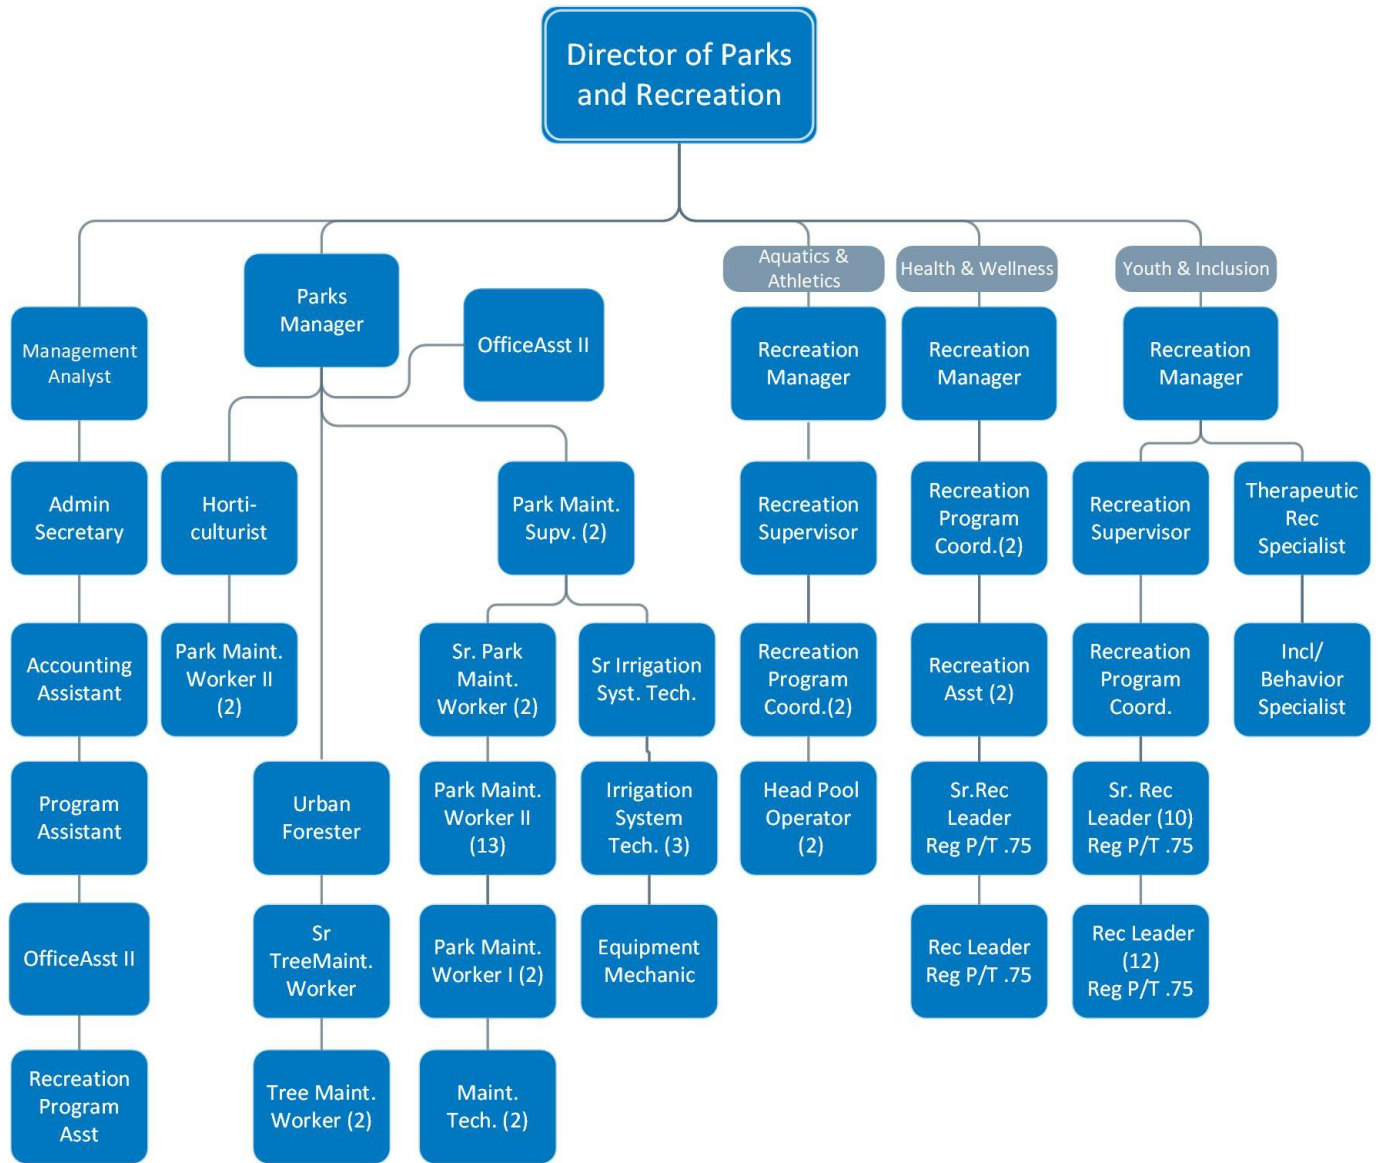 Director of Parks
and Recreation
Aquatics &
Athletics
Health & Wellness
Youth & Inclusion
Parks
Manager
OfficeAsst II
Management
Analyst
Recreation
Manager
Recreation
Manager
Recreation
Manager
Admin
Secretary
Horti-
culturist
Park Maint.
Supv. (2)
Recreation
Supervisor
Recreation
Program
Coord.(2)
Recreation
Supervisor
Therapeutic
Rec
Specialist
Accounting
Assistant
Park Maint.
Worker II
(2)
Sr. Park
Maint.
Worker (2)
Sr Irrigation
Syst. Tech.
Recreation
Program
Coord.(2)
Recreation
Asst (2)
Recreation
Program
Coord.
Incl/
Behavior
Specialist
Program
Assistant
Urban
Forester
Park Maint.
Worker II
(13)
Irrigation
System
Tech. (3)
Head Pool
Operator
(2)
Sr.Rec
Leader
Reg P/T .75
Sr. Rec
Leader (10)
Reg P/T .75
OfficeAsst II
Sr
TreeMaint.
Worker
Park Maint.
Worker I (2)
Equipment
Mechanic
Rec Leader
Reg P/T .75
Rec Leader
(12)
Reg P/T .75
Recreation
Program
Asst
Tree Maint.
Worker (2)
Maint.
Tech. (2)